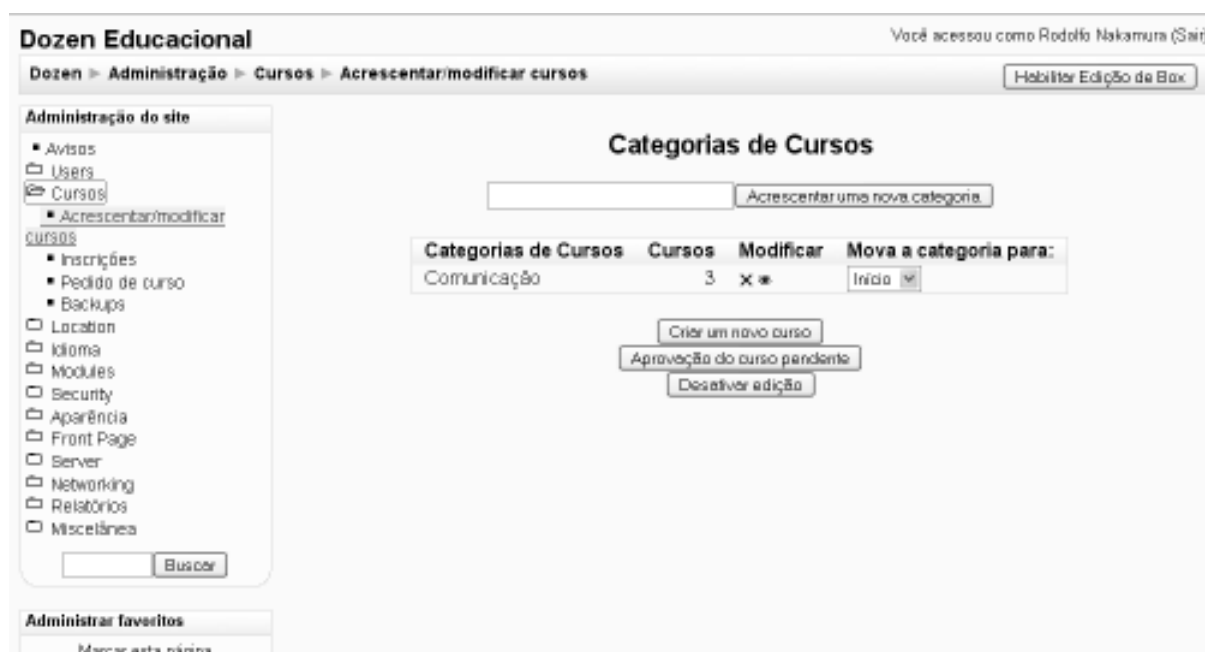 Dozen Educacional
Você acessou como Rodolfo Nakamura (Sair)
Dozen ► Administração ► Cursos ► Acrescentar/modificar cursos
Habilitar Edição de Box
Administração do site
Avisos
Users
Cursos
Acrescentar/modificar
cursos
Inscrições
Pedido de curso
Backups
Location
Idioma
Modules
Security
Aparência
Front Page
Server
Networking
Relatórios
Miscelânea
Buscar
Administrar favoritos
Marcar esta página
Categorias de Cursos
Acrescentar uma nova categoria
Categorias de Cursos Cursos Modificar Mova a categoria para:
Comunicação 3 Início
Criar um novo curso
Aprovação do curso pendente
Desativar edição